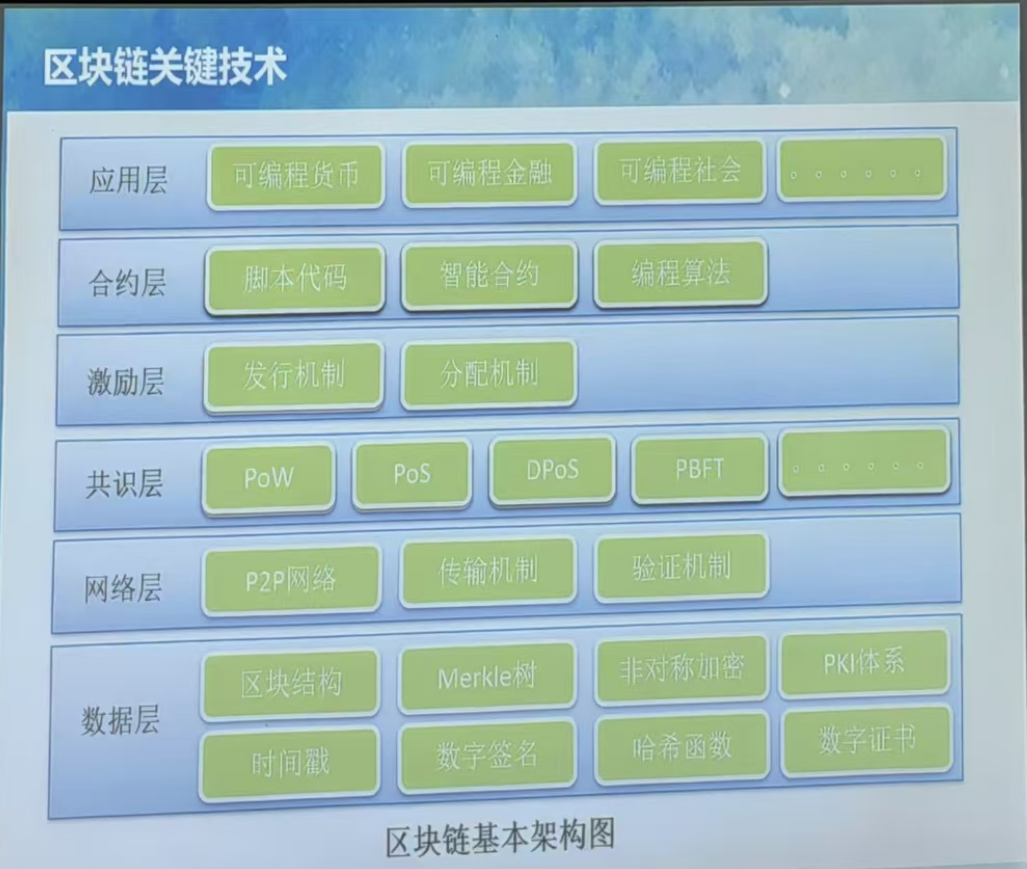 区块链关键技术
应用层 可编程货币 可编程金融 可编程社会 。。。。。。
合约层 脚本代码 智能合约 编程算法
激励层 发行机制 分配机制
共识层 PoW PoS DPoS PBFT 。。。。。。
网络层 P2P网络 传输机制 验证机制
数据层 区块结构 Merkle树 非对称加密 PKI体系
时间戳 数字签名 哈希函数 数字证书
区块链基本架构图